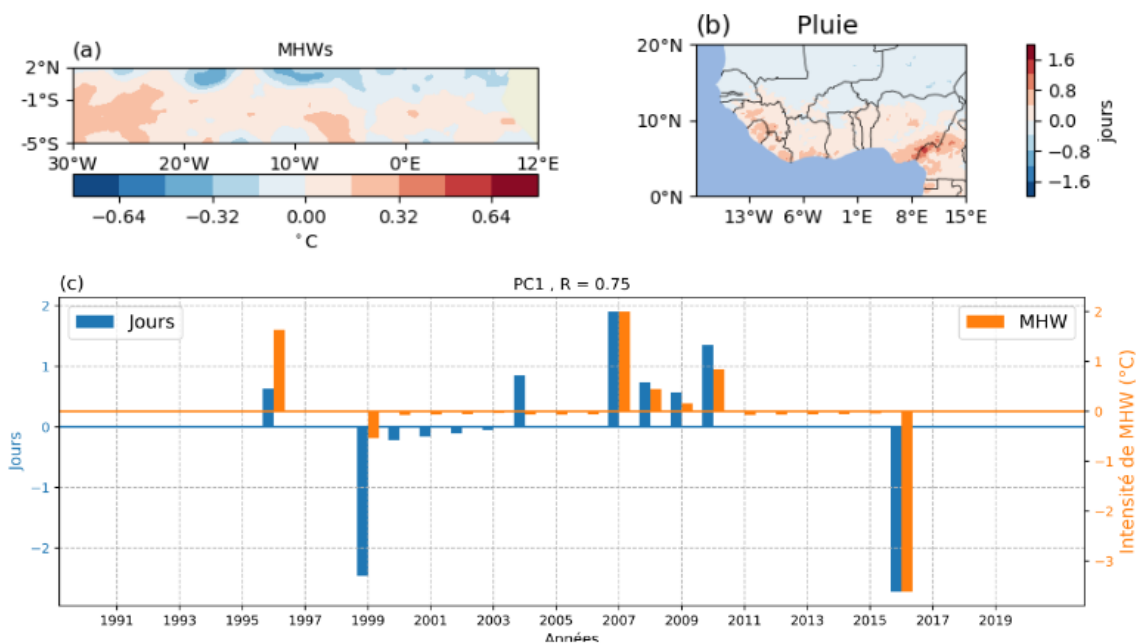 (a) MHWs
2°N
-1°S
-5°S
30°W 20°W 10°W 0°E 12°E
−0.64 −0.32 0.00 0.32 0.64
°C
(b) Pluie
20°N
10°N
0°N
13°W 6°W 1°E 8°E 15°E
1.6
0.8
0.0
−0.8
−1.6
jours
(c) PC1 , R = 0.75
Jours
MHW
2
1
0
−1
−2
Jours
2
1
0
−1
−2
−3
Intensité de MHW (°C)
1991 1993 1995 1997 1999 2001 2003 2005 2007 2009 2011 2013 2015 2017 2019
Années